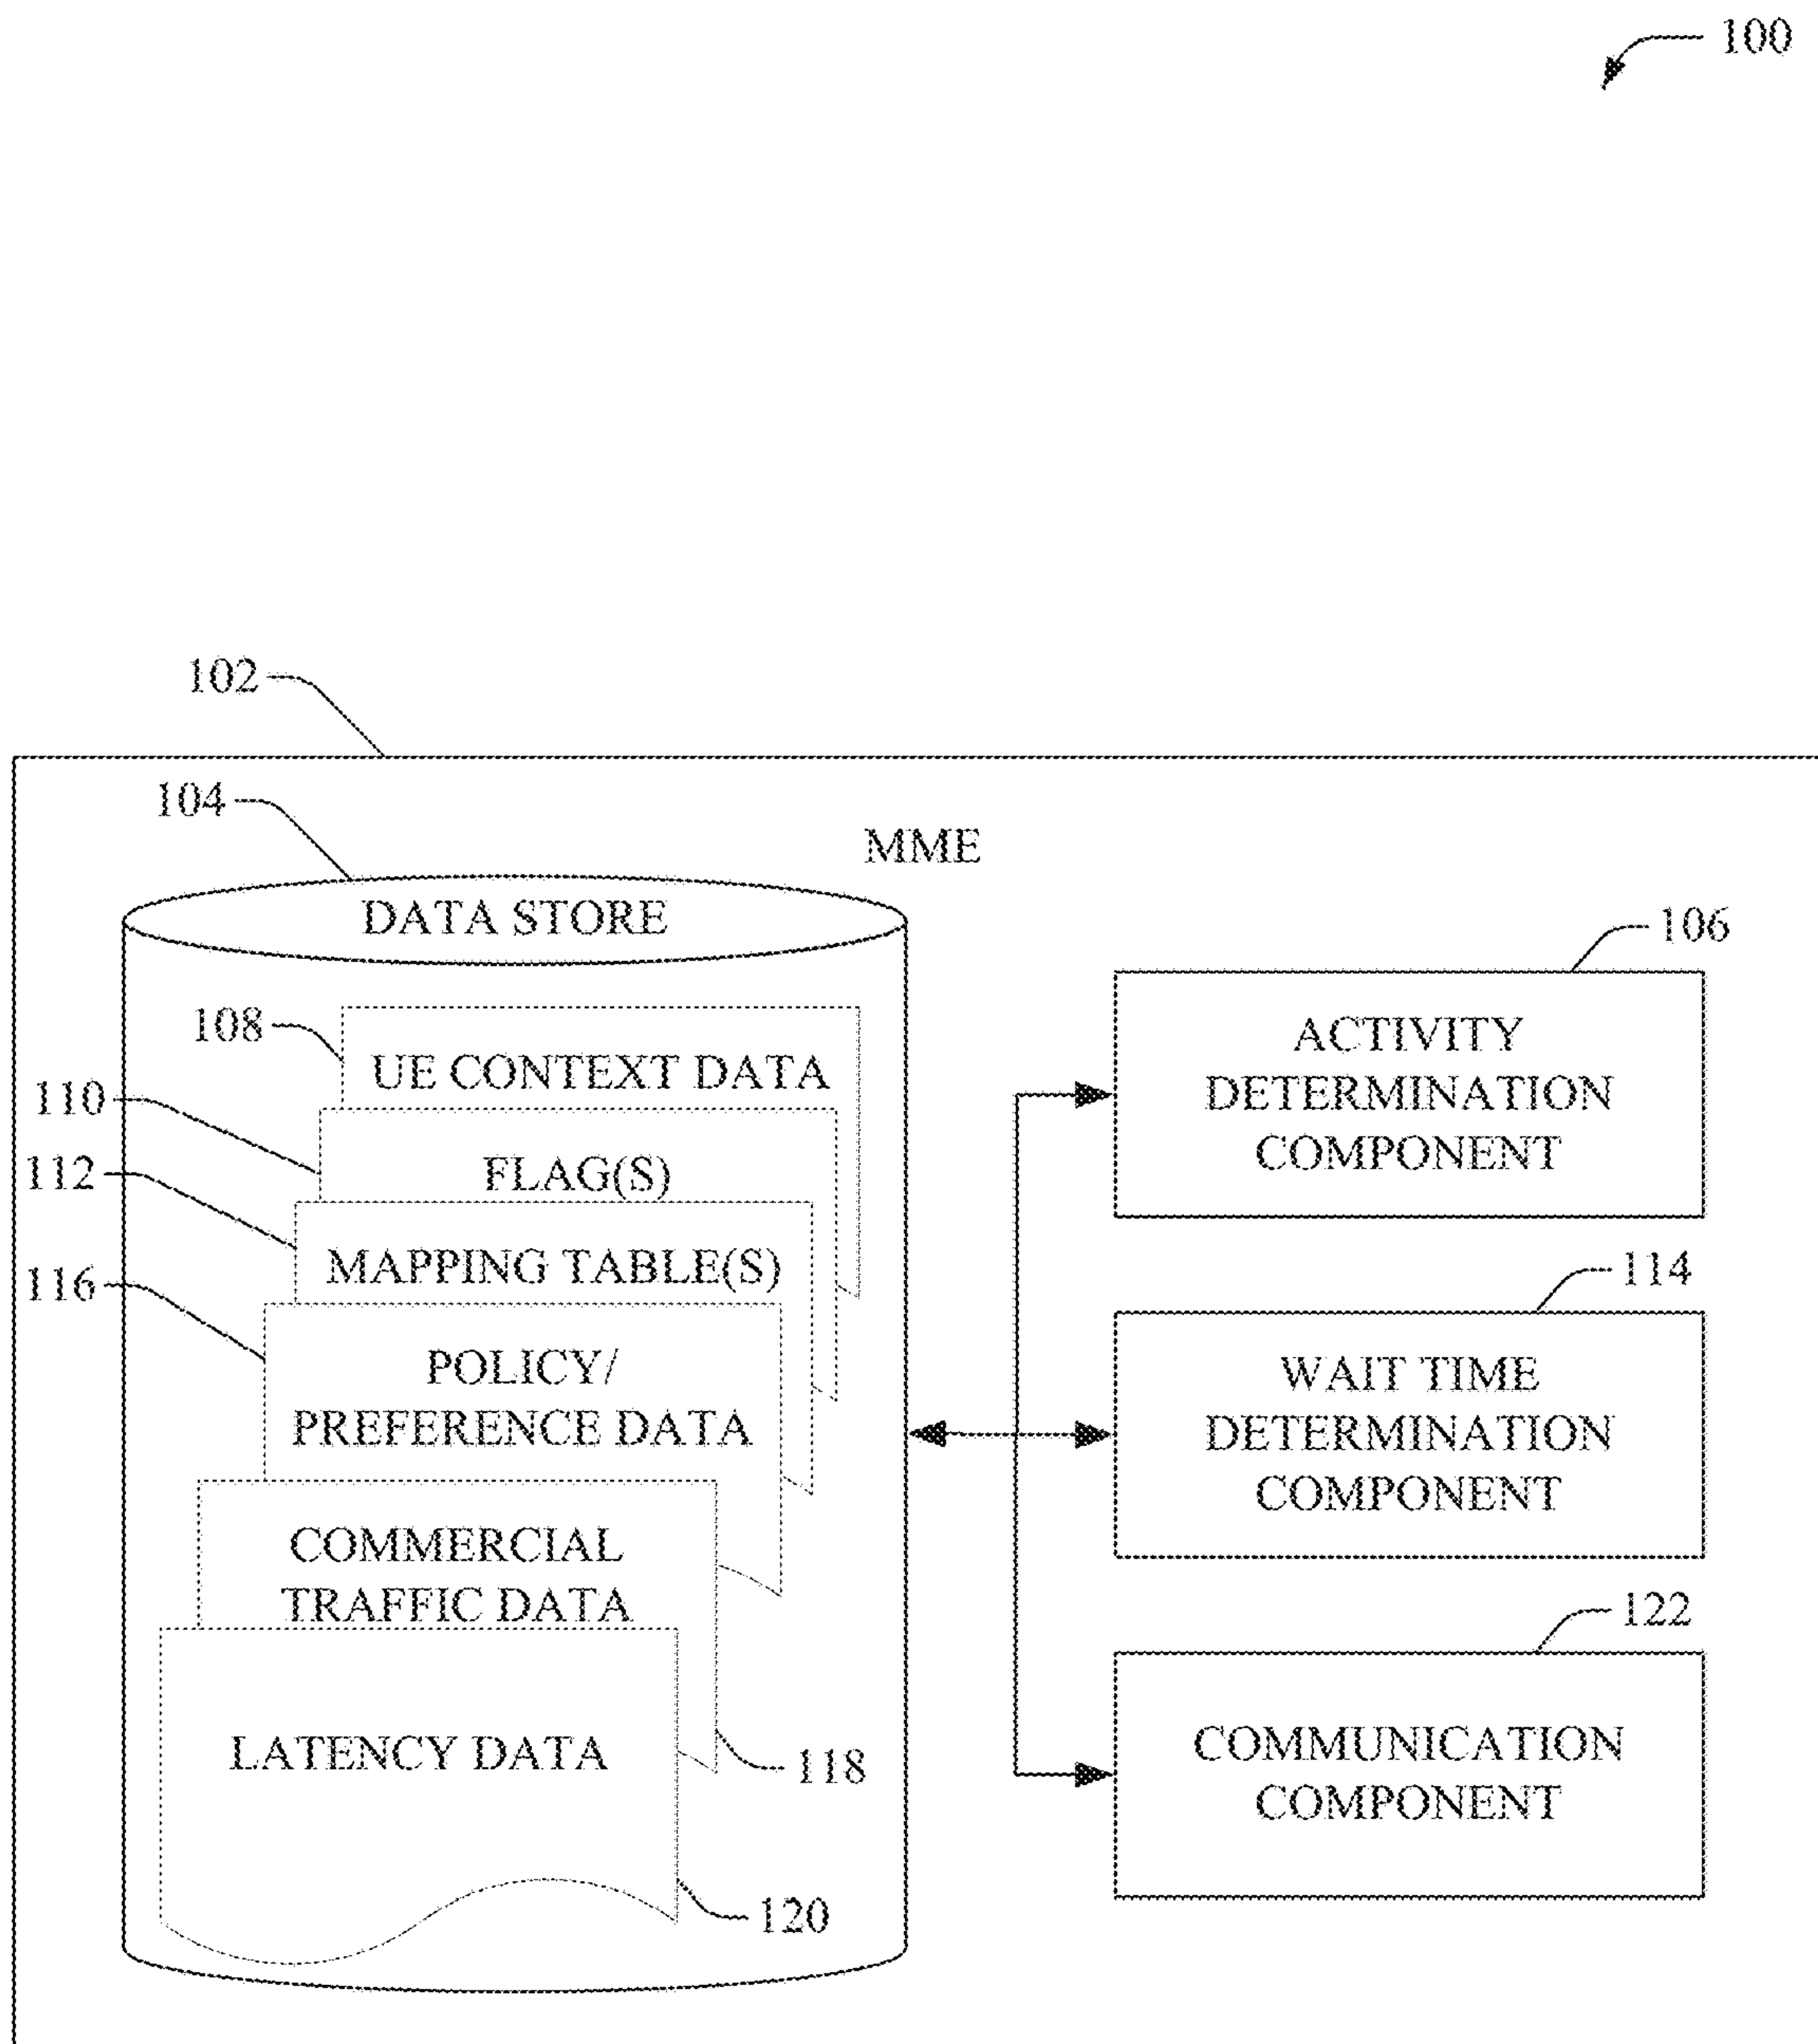 100
102
104
MME
DATA STORE
106
108
UE CONTEXT DATA
ACTIVITY
DETERMINATION
COMPONENT
110
FLAG(S)
112
MAPPING TABLE(S)
114
116
POLICY/
PREFERENCE DATA
WAIT TIME
DETERMINATION
COMPONENT
COMMERCIAL
TRAFFIC DATA
122
LATENCY DATA
118
COMMUNICATION
COMPONENT
120